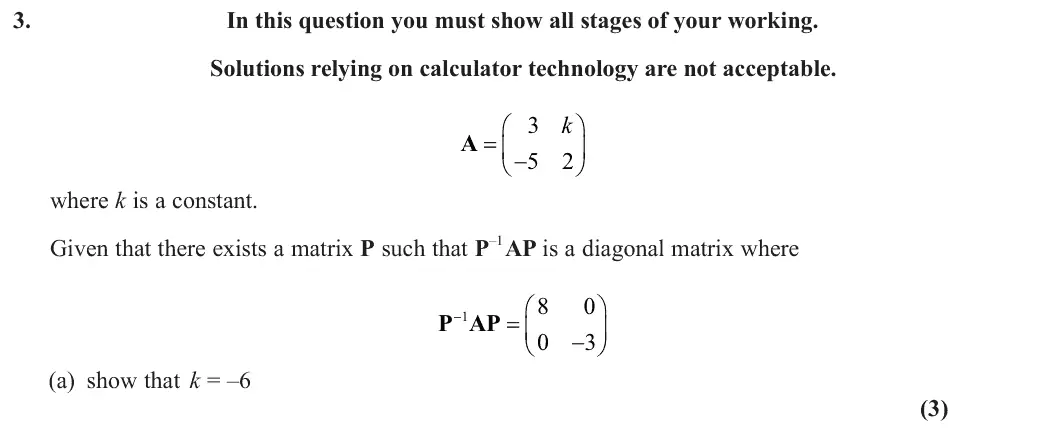 3. In this question you must show all stages of your working.
Solutions relying on calculator technology are not acceptable.
A = ( 3 k
-5 2 )
where k is a constant.
Given that there exists a matrix P such that P⁻¹AP is a diagonal matrix where
P⁻¹AP = ( 8 0
0 -3 )
(a) show that k = –6
(3)